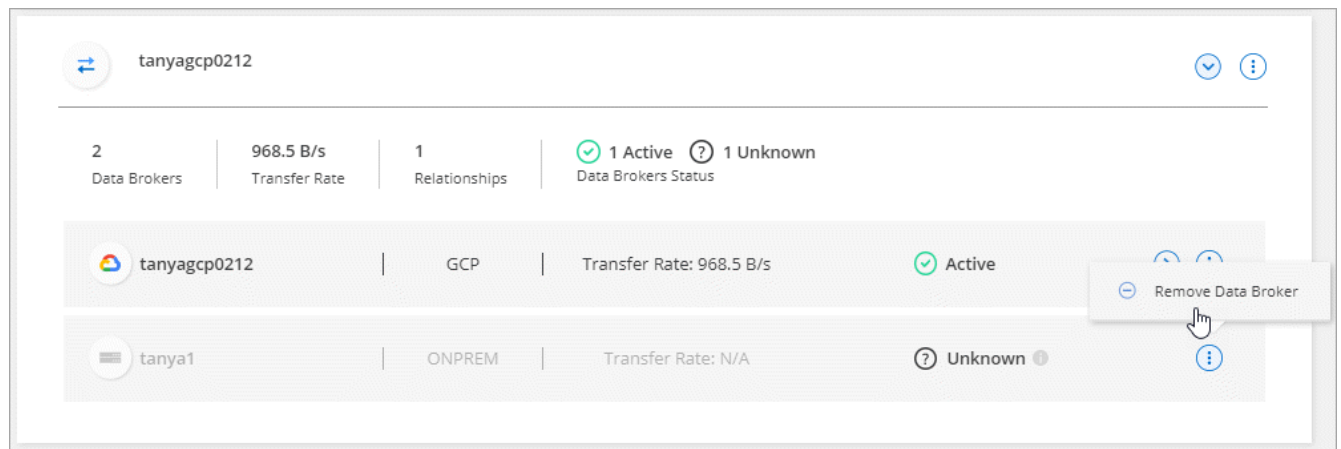 tanyagcp0212
2 968.5 B/s 1 1 Active 1 Unknown
Data Brokers Transfer Rate Relationships Data Brokers Status
tanyagcp0212 GCP Transfer Rate: 968.5 B/s Active
Remove Data Broker
tanya1 ONPREM Transfer Rate: N/A Unknown